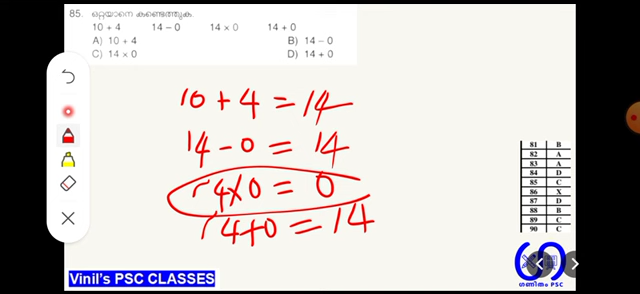 85. ഒറ്റയാനെ കണ്ടെത്തുക.
10 + 4 14 – 0 14 × 0 14 + 0
A) 10 + 4 B) 14 – 0
C) 14 × 0 D) 14 + 0
10 + 4 = 14
14 - 0 = 14
14 × 0 = 0
14 + 0 = 14
81 B
82 A
83 A
84 D
85 C
86 X
87 D
88 B
89 C
90 C
Vinil's PSC CLASSES
ഗണിതം PSC